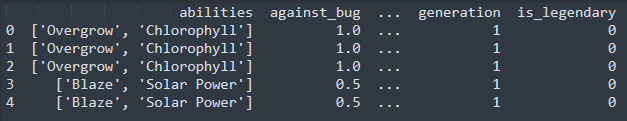 abilities against_bug ... generation is_legendary
0 ['Overgrow', 'Chlorophyll'] 1.0 ... 1 0
1 ['Overgrow', 'Chlorophyll'] 1.0 ... 1 0
2 ['Overgrow', 'Chlorophyll'] 1.0 ... 1 0
3 ['Blaze', 'Solar Power'] 0.5 ... 1 0
4 ['Blaze', 'Solar Power'] 0.5 ... 1 0